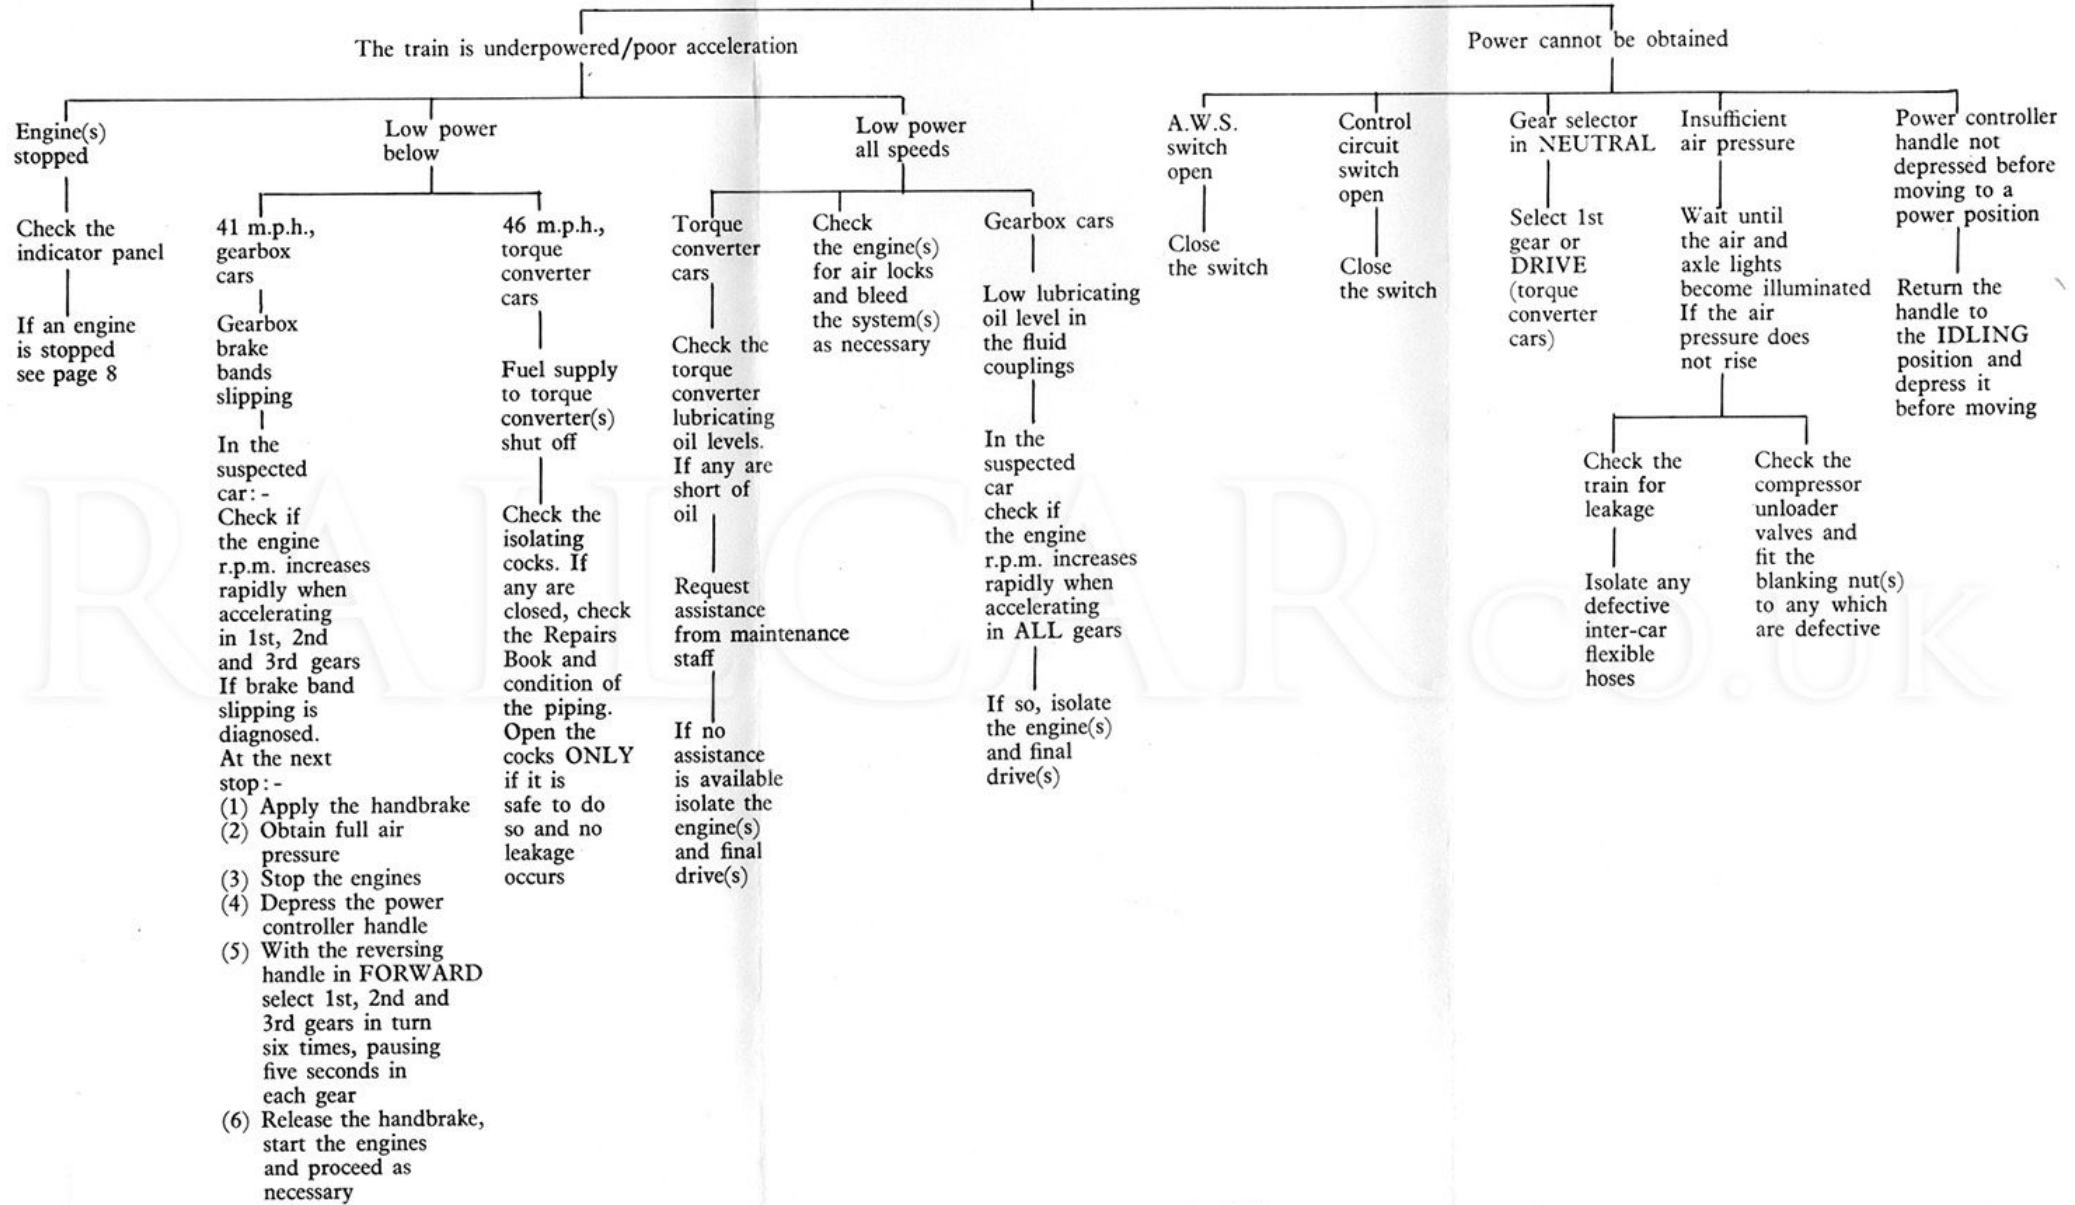 The train is underpowered/poor acceleration
Power cannot be obtained
Engine(s)
stopped
Check the
indicator panel
If an engine
is stopped
see page 8
Low power
below
41 m.p.h.,
gearbox
cars
Gearbox
brake
bands
slipping
In the
suspected
car:-
Check if
the engine
r.p.m. increases
rapidly when
accelerating
in 1st, 2nd
and 3rd gears
If brake band
slipping is
diagnosed.
At the next
stop:-
(1) Apply the handbrake
(2) Obtain full air
pressure
(3) Stop the engines
(4) Depress the power
controller handle
(5) With the reversing
handle in FORWARD
select 1st, 2nd and
3rd gears in turn
six times, pausing
five seconds in
each gear
(6) Release the handbrake,
start the engines
and proceed as
necessary
46 m.p.h.,
torque
converter
cars
Fuel supply
to torque
converter(s)
shut off
Check the
isolating
cocks. If
any are
closed, check
the Repairs
Book and
condition of
the piping.
Open the
cocks ONLY
if it is
safe to do
so and no
leakage
occurs
Low power
all speeds
Torque
converter
cars
Check the
torque
converter
lubricating
oil levels.
If any are
short of
oil
Request
assistance
from maintenance
staff
If no
assistance
is available
isolate the
engine(s)
and final
drive(s)
Check
the engine(s)
for air locks
and bleed
the system(s)
as necessary
Gearbox cars
Low lubricating
oil level in
the fluid
couplings
In the
suspected
car
check if
the engine
r.p.m. increases
rapidly when
accelerating
in ALL gears
If so, isolate
the engine(s)
and final
drive(s)
A.W.S.
switch
open
Close
the switch
Control
circuit
switch
open
Close
the switch
Gear selector
in NEUTRAL
Select 1st
gear or
DRIVE
(torque
converter
cars)
Insufficient
air pressure
Wait until
the air and
axle lights
become illuminated
If the air
pressure does
not rise
Check the
train for
leakage
Isolate any
defective
inter-car
flexible
hoses
Check the
compressor
unloader
valves and
fit the
blanking nut(s)
to any which
are defective
Power controller
handle not
depressed before
moving to a
power position
Return the
handle to
the IDLING
position and
depress it
before moving
RAILCAR.CO.UK